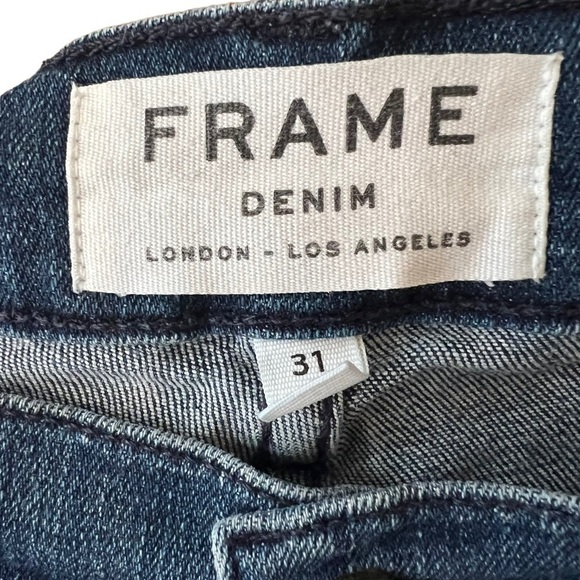 FRAME
DENIM
LONDON - LOS ANGELES
31